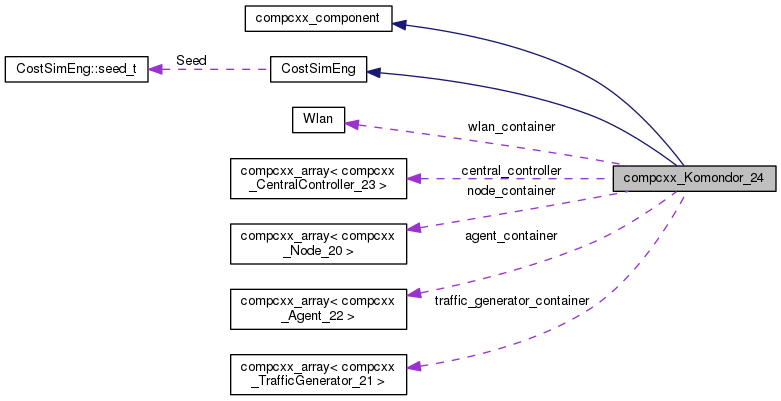 compcxx_component
CostSimEng::seed_t
Seed
CostSimEng
Wlan
wlan_container
compcxx_Komondor_24
compcxx_array< compcxx
_CentralController_23 >
central_controller
node_container
compcxx_array< compcxx
_Node_20 >
agent_container
compcxx_array< compcxx
_Agent_22 >
traffic_generator_container
compcxx_array< compcxx
_TrafficGenerator_21 >